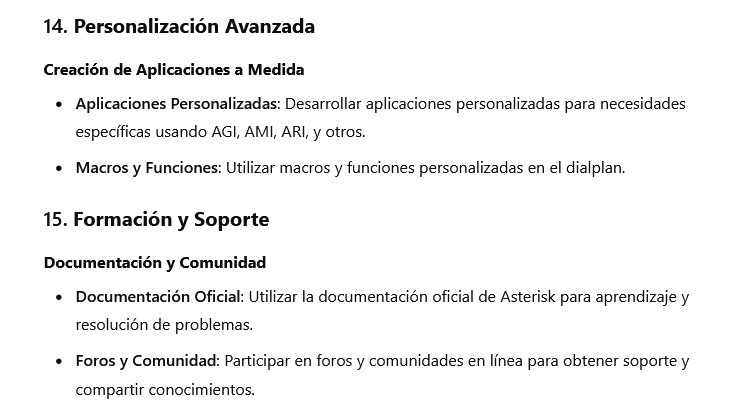 14. Personalización Avanzada
Creación de Aplicaciones a Medida
• Aplicaciones Personalizadas: Desarrollar aplicaciones personalizadas para necesidades
específicas usando AGI, AMI, ARI, y otros.
• Macros y Funciones: Utilizar macros y funciones personalizadas en el dialplan.
15. Formación y Soporte
Documentación y Comunidad
• Documentación Oficial: Utilizar la documentación oficial de Asterisk para aprendizaje y
resolución de problemas.
• Foros y Comunidad: Participar en foros y comunidades en línea para obtener soporte y
compartir conocimientos.